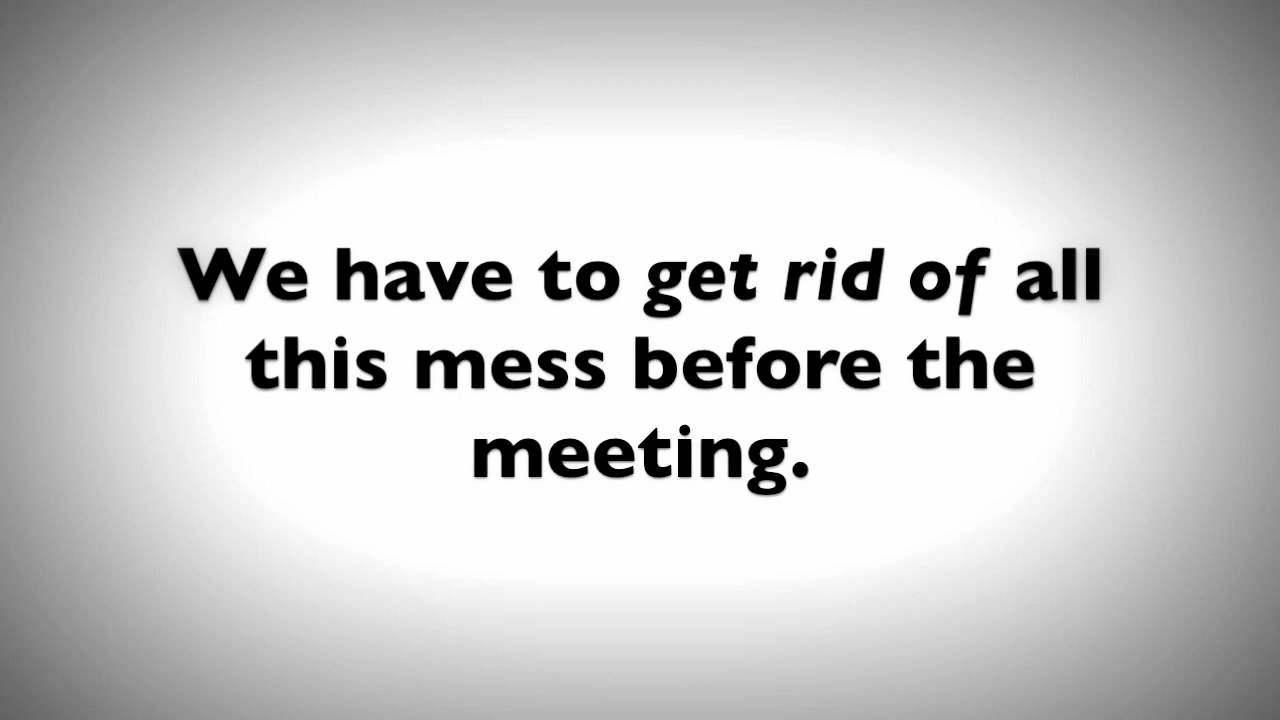 We have to get rid of all
this mess before the
meeting.